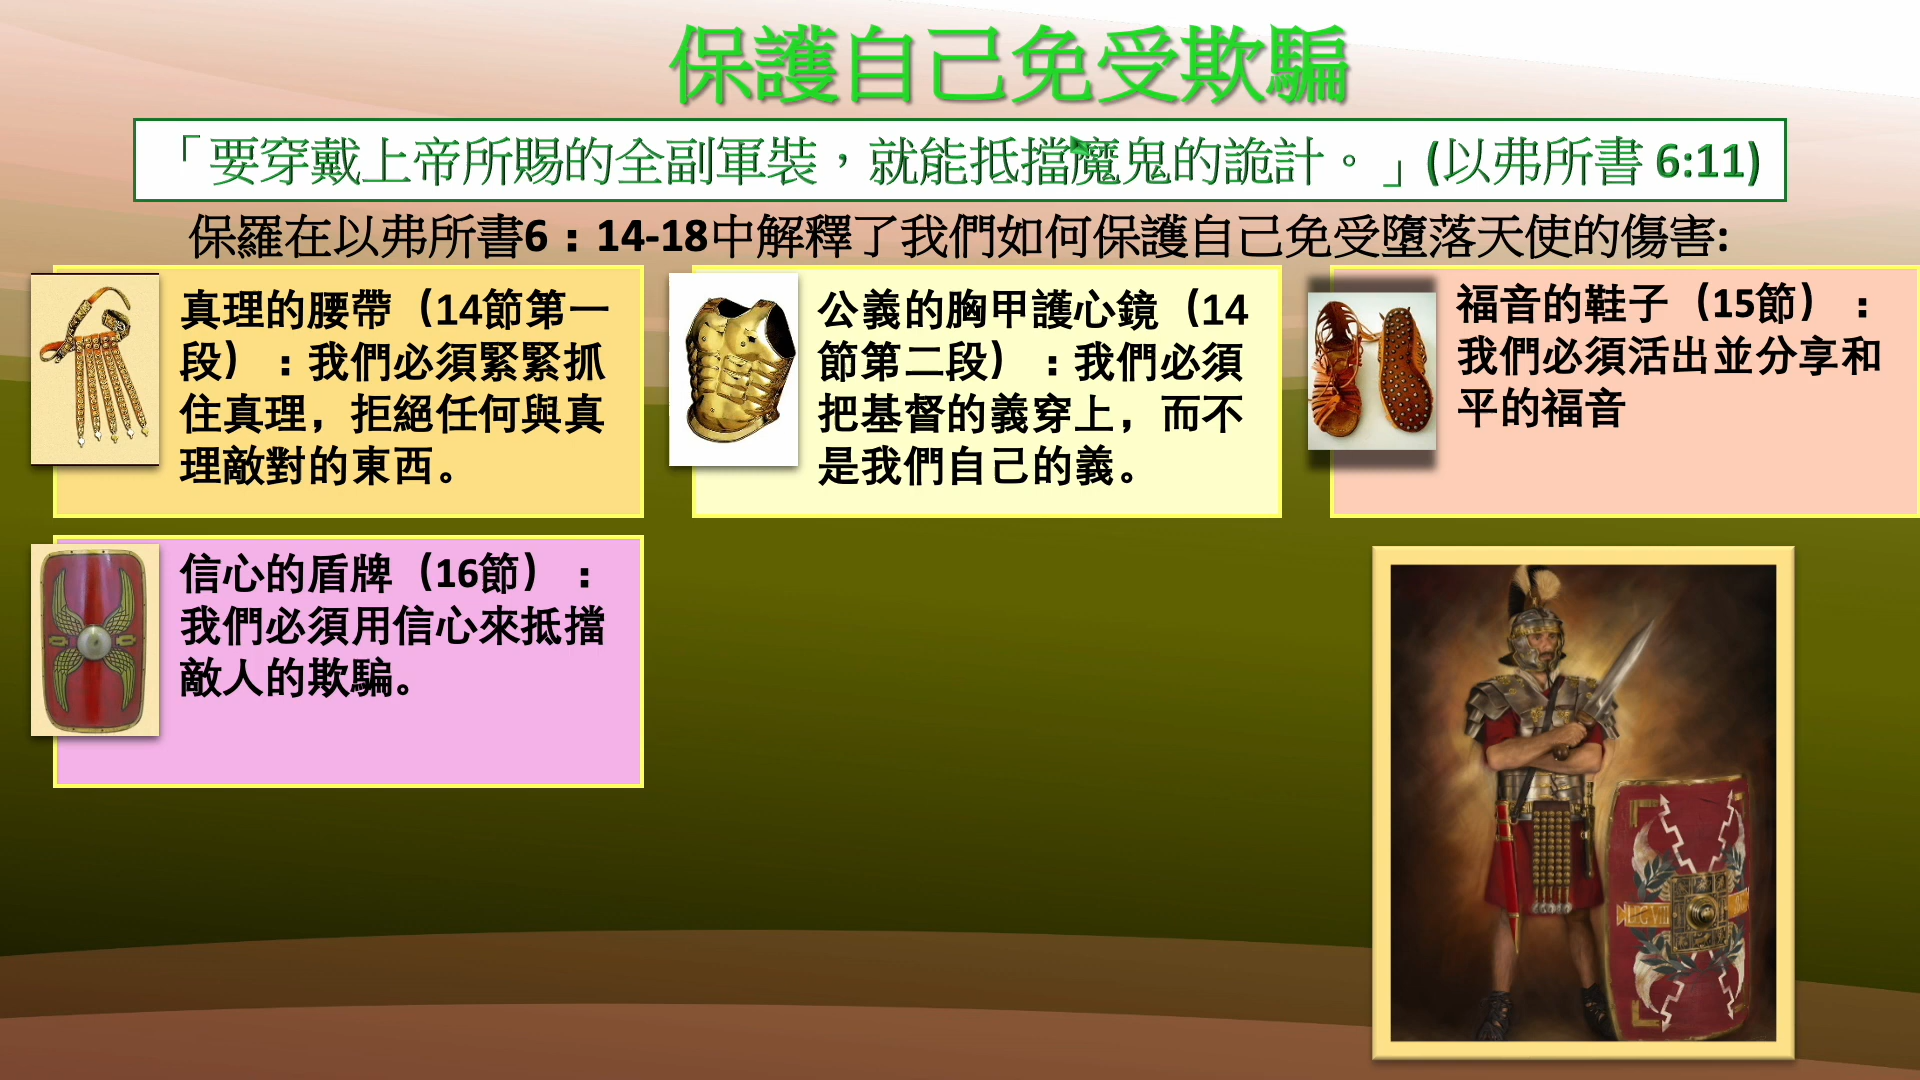 保護自己免受欺騙
「要穿戴上帝所賜的全副軍裝，就能抵擋魔鬼的詭計。」(以弗所書 6:11)
保羅在以弗所書6：14-18中解釋了我們如何保護自己免受墮落天使的傷害:
真理的腰帶（14節第一
段）：我們必須緊緊抓
住真理，拒絕任何與真
理敵對的東西。
公義的胸甲護心鏡（14
節第二段）：我們必須
把基督的義穿上，而不
是我們自己的義。
福音的鞋子（15節）：
我們必須活出並分享和
平的福音
信心的盾牌（16節）：
我們必須用信心來抵擋
敵人的欺騙。